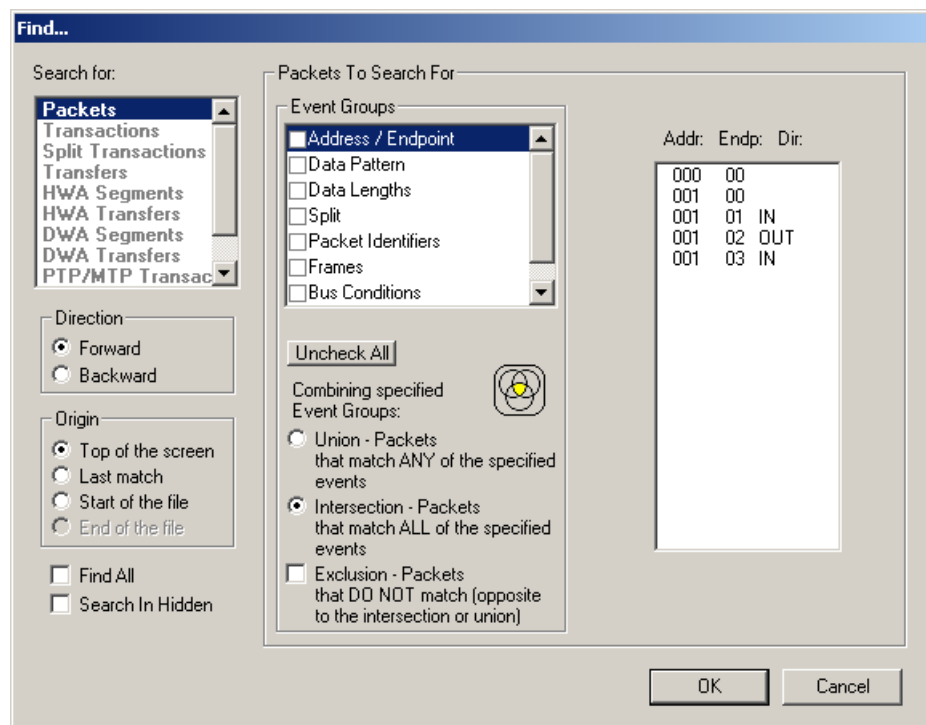 Find...
Search for:
Packets
Transactions
Split Transactions
Transfers
HWA Segments
HWA Transfers
DWA Segments
DWA Transfers
PTP/MTP Transac
Direction
Forward
Backward
Origin
Top of the screen
Last match
Start of the file
End of the file
Find All
Search In Hidden
Packets To Search For
Event Groups
Address / Endpoint
Data Pattern
Data Lengths
Split
Packet Identifiers
Frames
Bus Conditions
Uncheck All
Combining specified
Event Groups:
Union - Packets
that match ANY of the specified
events
Intersection - Packets
that match ALL of the specified
events
Exclusion - Packets
that DO NOT match (opposite
to the intersection or union)
Addr: Endp: Dir:
000 00
001 00
001 01 IN
001 02 OUT
001 03 IN
OK
Cancel